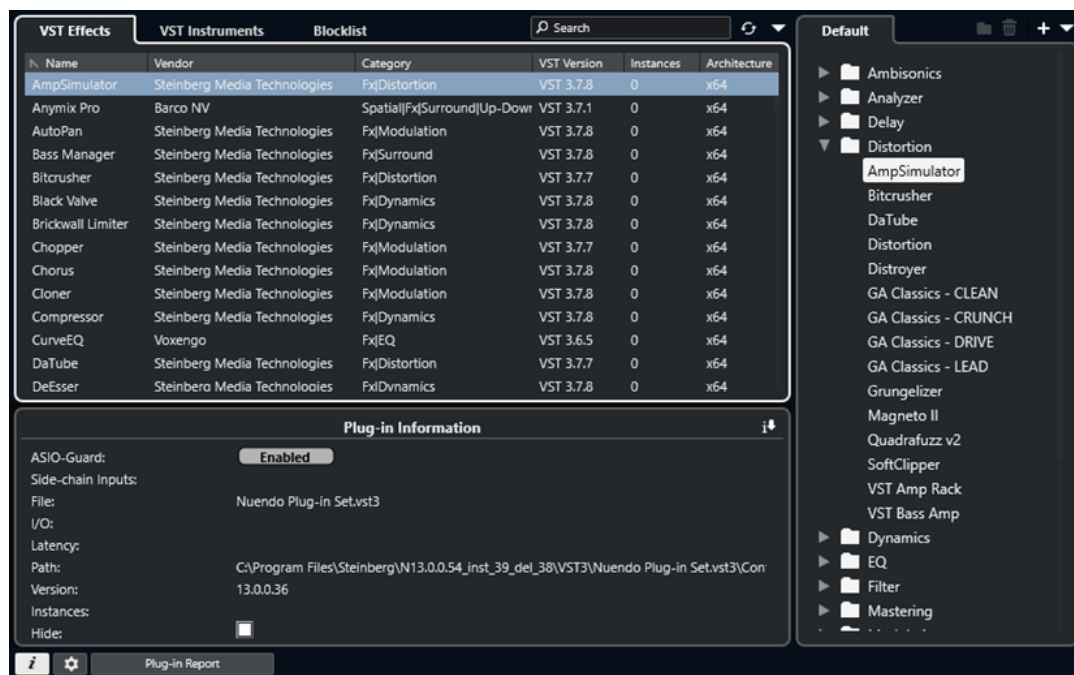 VST Effects VST Instruments Blocklist Search
Name Vendor Category VST Version Instances Architecture
AmpSimulator Steinberg Media Technologies Fx|Distortion VST 3.7.8 0 x64
Anymix Pro Barco NV Spatial|Fx|Surround|Up-Down VST 3.7.1 0 x64
AutoPan Steinberg Media Technologies Fx|Modulation VST 3.7.8 0 x64
Bass Manager Steinberg Media Technologies Fx|Surround VST 3.7.8 0 x64
Bitcrusher Steinberg Media Technologies Fx|Distortion VST 3.7.7 0 x64
Black Valve Steinberg Media Technologies Fx|Dynamics VST 3.7.8 0 x64
Brickwall Limiter Steinberg Media Technologies Fx|Dynamics VST 3.7.8 0 x64
Chopper Steinberg Media Technologies Fx|Modulation VST 3.7.7 0 x64
Chorus Steinberg Media Technologies Fx|Modulation VST 3.7.8 0 x64
Cloner Steinberg Media Technologies Fx|Modulation VST 3.7.8 0 x64
Compressor Steinberg Media Technologies Fx|Dynamics VST 3.7.8 0 x64
CurveEQ Voxengo Fx|EQ VST 3.6.5 0 x64
DaTube Steinberg Media Technologies Fx|Distortion VST 3.7.7 0 x64
DeEsser Steinberg Media Technologies Fx|Dynamics VST 3.7.8 0 x64
Plug-in Information
ASIO-Guard: Enabled
Side-chain Inputs:
File: Nuendo Plug-in Set.vst3
I/O:
Latency:
Path: C:\Program Files\Steinberg\N13.0.0.54_inst_39_del_38\VST3\Nuendo Plug-in Set.vst3\Con
Version: 13.0.0.36
Instances:
Hide:
i Plug-in Report
Default
Ambisonics
Analyzer
Delay
Distortion
AmpSimulator
Bitcrusher
DaTube
Distortion
Distroyer
GA Classics - CLEAN
GA Classics - CRUNCH
GA Classics - DRIVE
GA Classics - LEAD
Grungelizer
Magneto II
Quadrafuzz v2
SoftClipper
VST Amp Rack
VST Bass Amp
Dynamics
EQ
Filter
Mastering